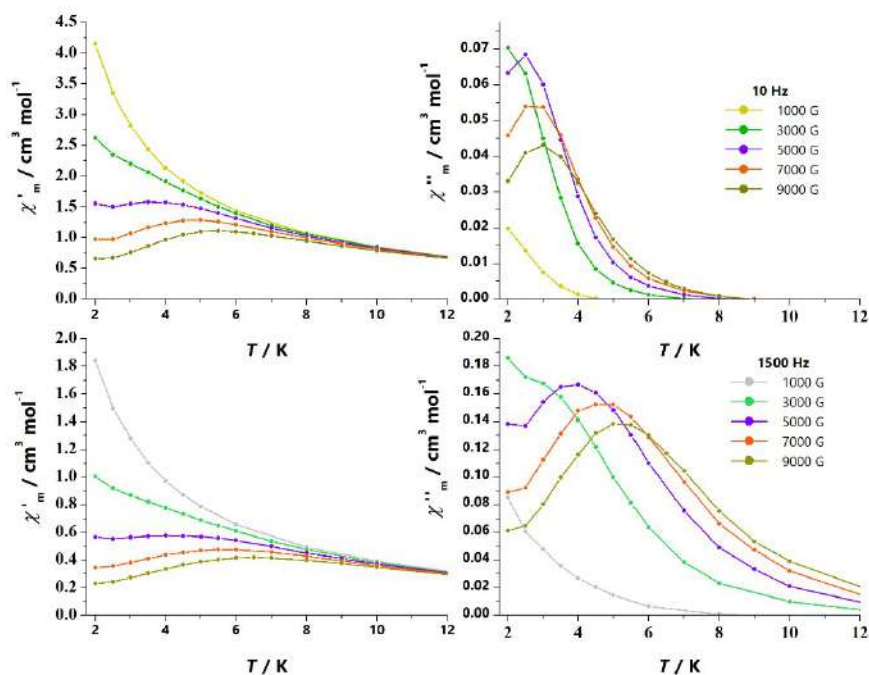 4.5
4.0
3.5
3.0
2.5
2.0
1.5
1.0
0.5
0.0
χ'm / cm³ mol⁻¹
2 4 6 8 10 12
T / K
0.07
0.06
0.05
0.04
0.03
0.02
0.01
0.00
χ''m / cm³ mol⁻¹
10 Hz
1000 G
3000 G
5000 G
7000 G
9000 G
2 4 6 8 10 12
T / K
2.0
1.8
1.6
1.4
1.2
1.0
0.8
0.6
0.4
0.2
0.0
χ'm / cm³ mol⁻¹
2 4 6 8 10 12
T / K
0.20
0.18
0.16
0.14
0.12
0.10
0.08
0.06
0.04
0.02
0.00
χ''m / cm³ mol⁻¹
1500 Hz
1000 G
3000 G
5000 G
7000 G
9000 G
2 4 6 8 10 12
T / K